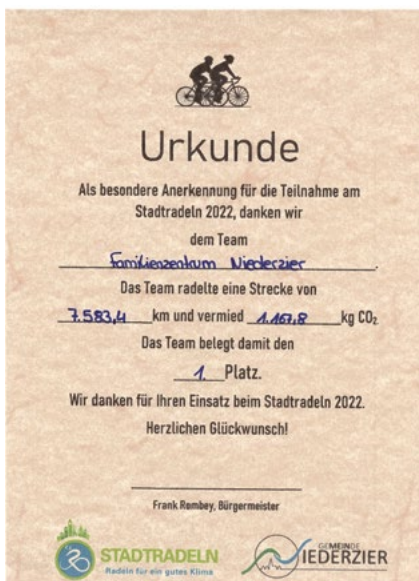 Urkunde
Als besondere Anerkennung für die Teilnahme am
Stadtradeln 2022, danken wir
dem Team
Familienzentrum Niederzier.
Das Team radelte eine Strecke von
7.583,4 km und vermied 1.167,8 kg CO₂
Das Team belegt damit den
1. Platz.
Wir danken für Ihren Einsatz beim Stadtradeln 2022.
Herzlichen Glückwunsch!
Frank Rombey, Bürgermeister
STADTRADELN
Radeln für ein gutes Klima
GEMEINDE
NIEDERZIER